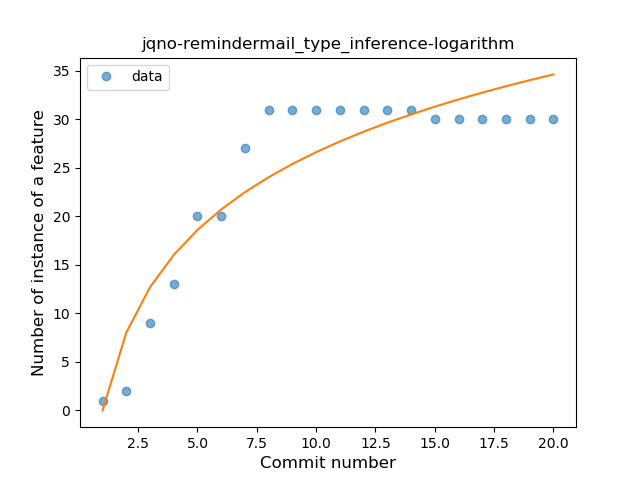 jqno-remindermail_type_inference-logarithm
data
Number of instance of a feature
35
30
25
20
15
10
5
0
2.5 5.0 7.5 10.0 12.5 15.0 17.5 20.0
Commit number